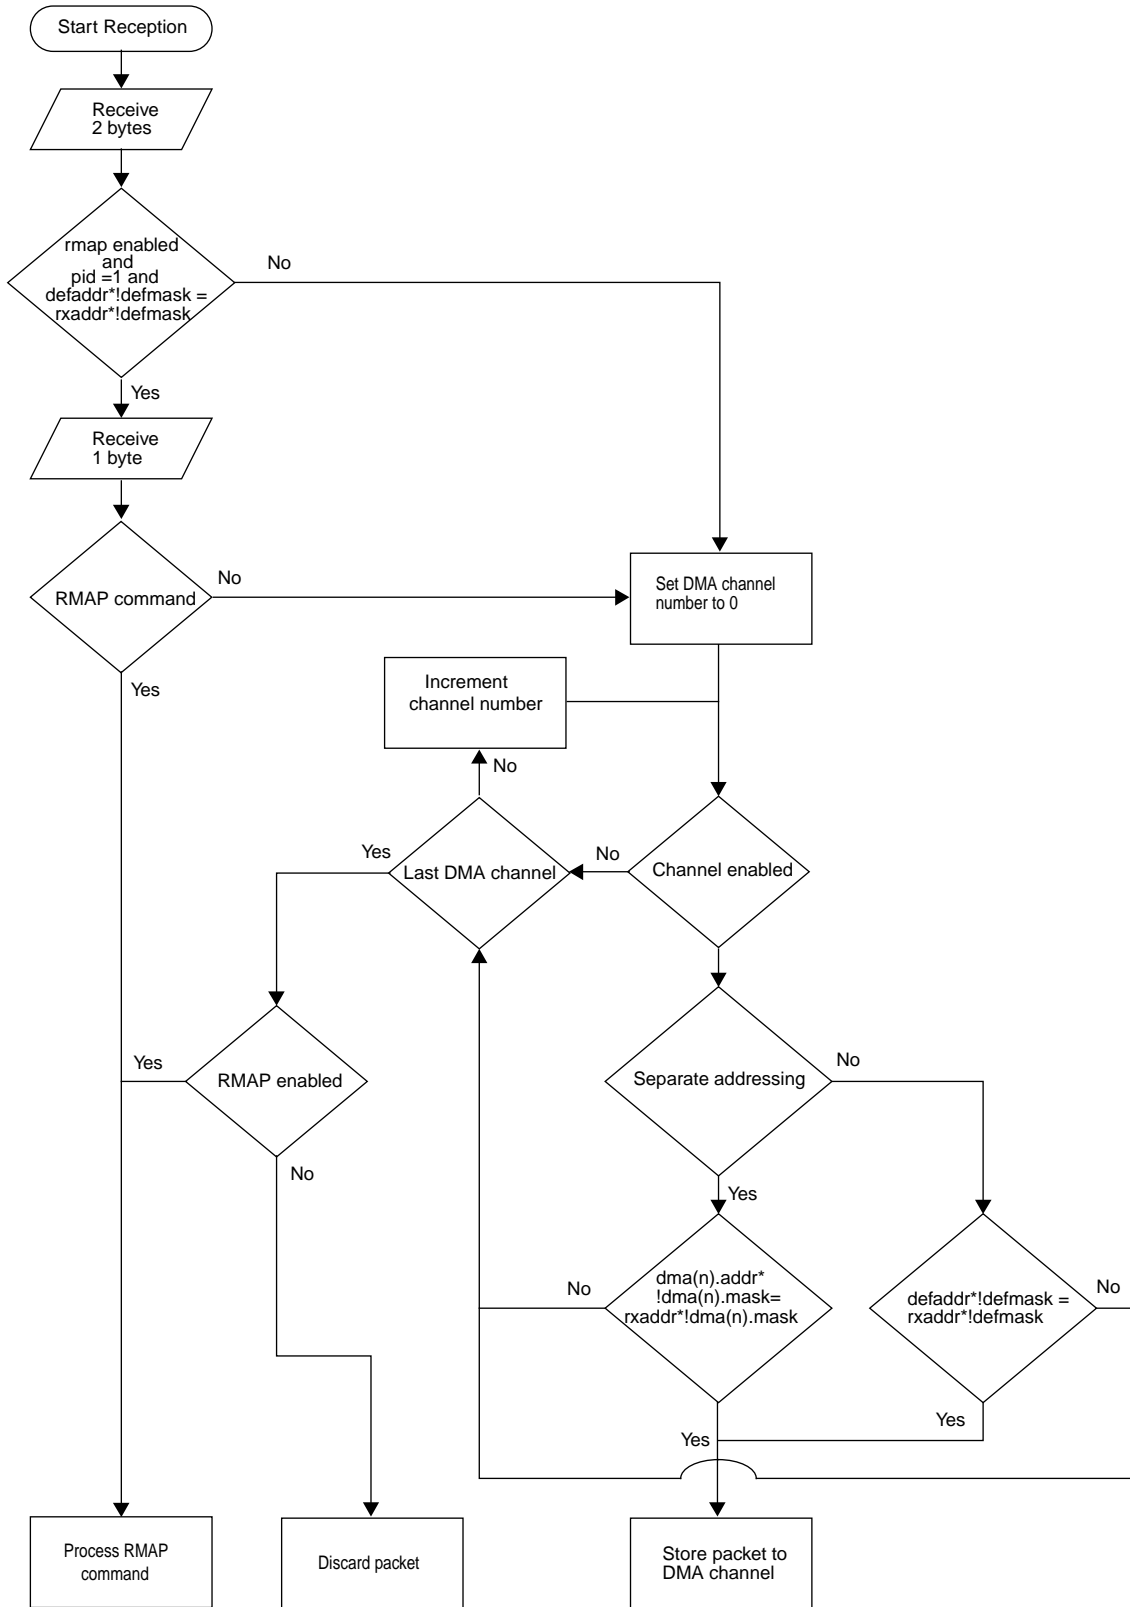 Start Reception
Receive
2 bytes
rmap enabled
and
pid =1 and
defaddr*!defmask =
rxaddr*!defmask
No
Yes
Receive
1 byte
RMAP command
No
Yes
Set DMA channel
number to 0
Increment
channel number
No
Last DMA channel
Yes
No
Channel enabled
RMAP enabled
Yes
No
Separate addressing
No
Yes
dma(n).addr*
!dma(n).mask=
rxaddr*!dma(n).mask
No
Yes
defaddr*!defmask =
rxaddr*!defmask
No
Yes
Process RMAP
command
Discard packet
Store packet to
DMA channel